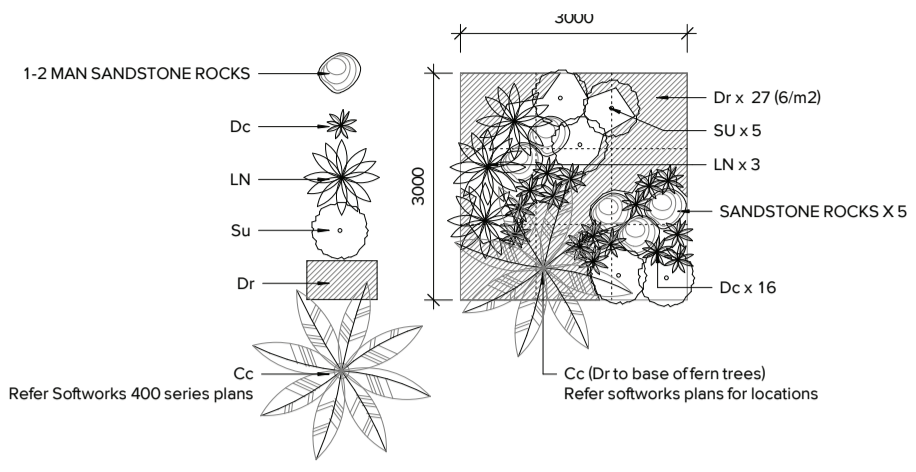 3000
1-2 MAN SANDSTONE ROCKS
Dc
LN
Su
Dr
Cc
Refer Softworks 400 series plans
3000
Dr x 27 (6/m2)
SU x 5
LN x 3
SANDSTONE ROCKS X 5
Dc x 16
Cc (Dr to base of fern trees)
Refer softworks plans for locations